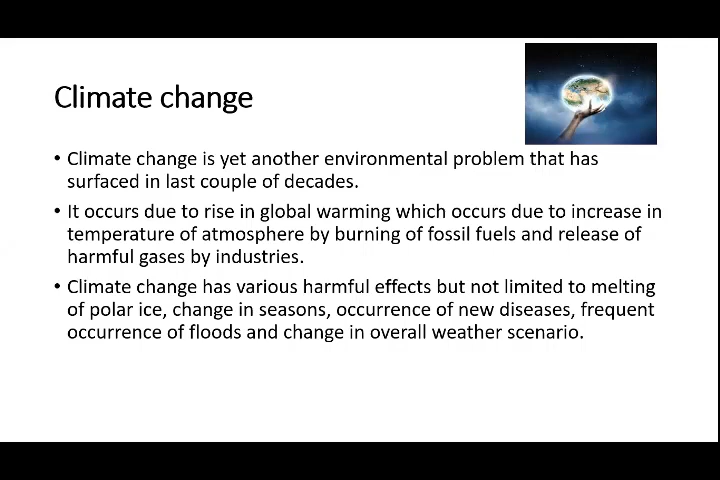 Climate change
• Climate change is yet another environmental problem that has
surfaced in last couple of decades.
• It occurs due to rise in global warming which occurs due to increase in
temperature of atmosphere by burning of fossil fuels and release of
harmful gases by industries.
• Climate change has various harmful effects but not limited to melting
of polar ice, change in seasons, occurrence of new diseases, frequent
occurrence of floods and change in overall weather scenario.